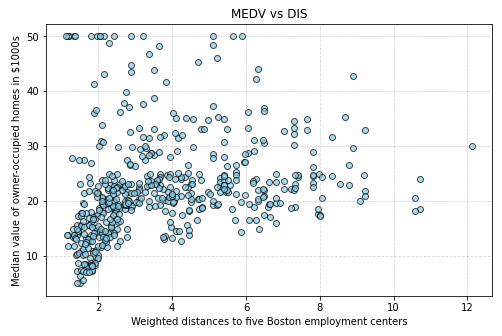 MEDV vs DIS
Median value of owner-occupied homes in $1000s
50
40
30
20
10
2 4 6 8 10 12
Weighted distances to five Boston employment centers